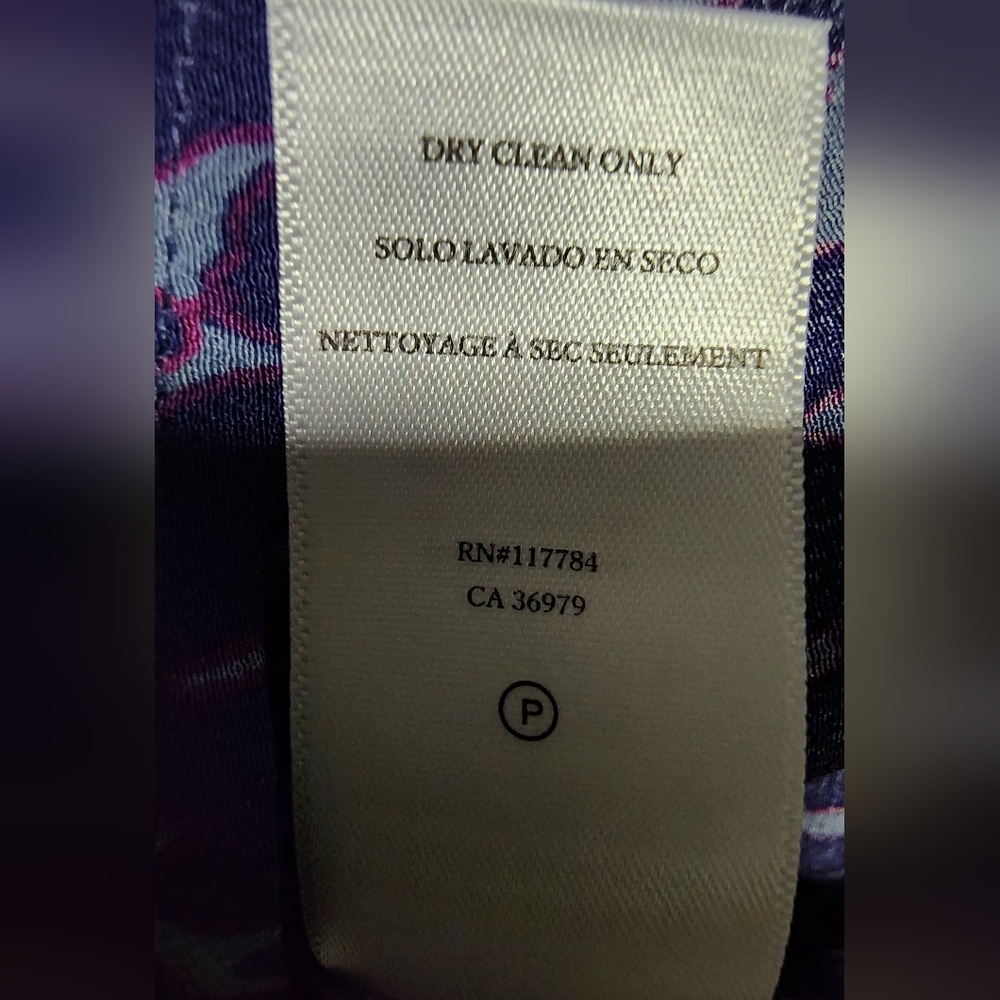 DRY CLEAN ONLY
SOLO LAVADO EN SECO
NETTOYAGE À SEC SEULEMENT
RN#117784
CA 36979
P